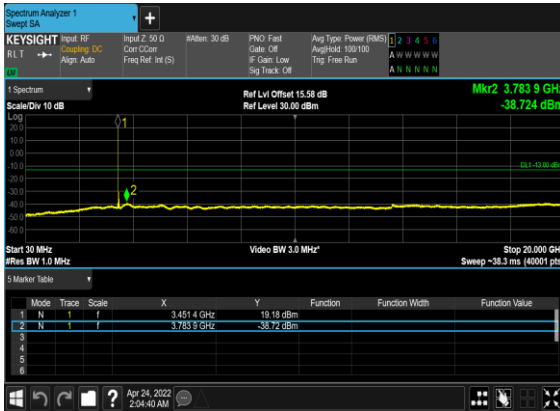 Spectrum Analyzer 1
Swept SA
+
KEYSIGHT Input: RF Input Z: 50 Ω #Atten: 30 dB PNO: Fast Avg Type: Power (RMS) 1 2 3 4 5 6
RLT Coupling: DC Corr CCorr Gate: Off Avg|Hold: 100/100 A W W W W W
Align: Auto Freq Ref: Int (S) IF Gain: Low Trig: Free Run
Sig Track: Off A N N N N N
1 Spectrum Ref Lvl Offset 15.58 dB Mkr2 3.783 9 GHz
Scale/Div 10 dB Ref Level 30.00 dBm -38.724 dBm
Log
20.0
10.0
0.00
-10.0
DL1 -13.00 dBm
-20.0
-30.0
-40.0
-50.0
-60.0
1
2
Start 30 MHz Video BW 3.0 MHz* Stop 20.000 GH
#Res BW 1.0 MHz Sweep ~38.3 ms (40001 pts
5 Marker Table
Mode Trace Scale X Y Function Function Width Function Value
1 N 1 f 3.451 4 GHz 19.18 dBm
2 N 1 f 3.783 9 GHz -38.72 dBm
3
4
5
6
? Apr 24, 2022
2:04:40 AM